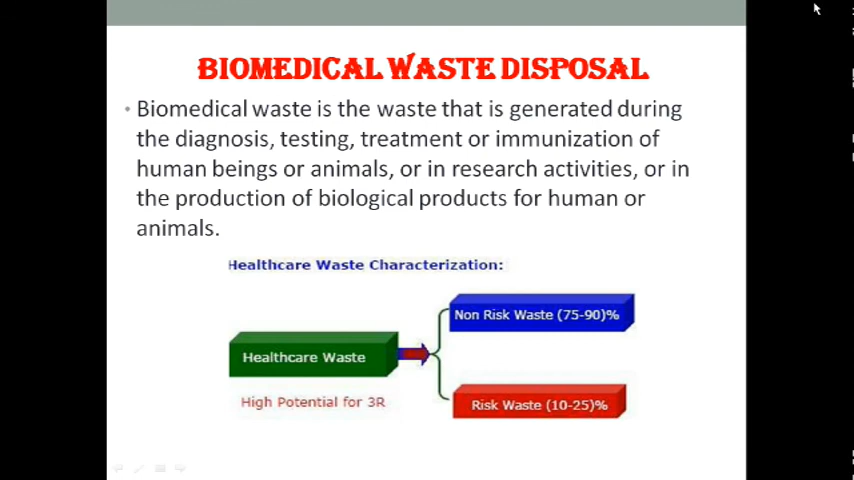 BIOMEDICAL WASTE DISPOSAL
• Biomedical waste is the waste that is generated during
the diagnosis, testing, treatment or immunization of
human beings or animals, or in research activities, or in
the production of biological products for human or
animals.
Healthcare Waste Characterization:
Non Risk Waste (75-90)%
Healthcare Waste
High Potential for 3R
Risk Waste (10-25)%